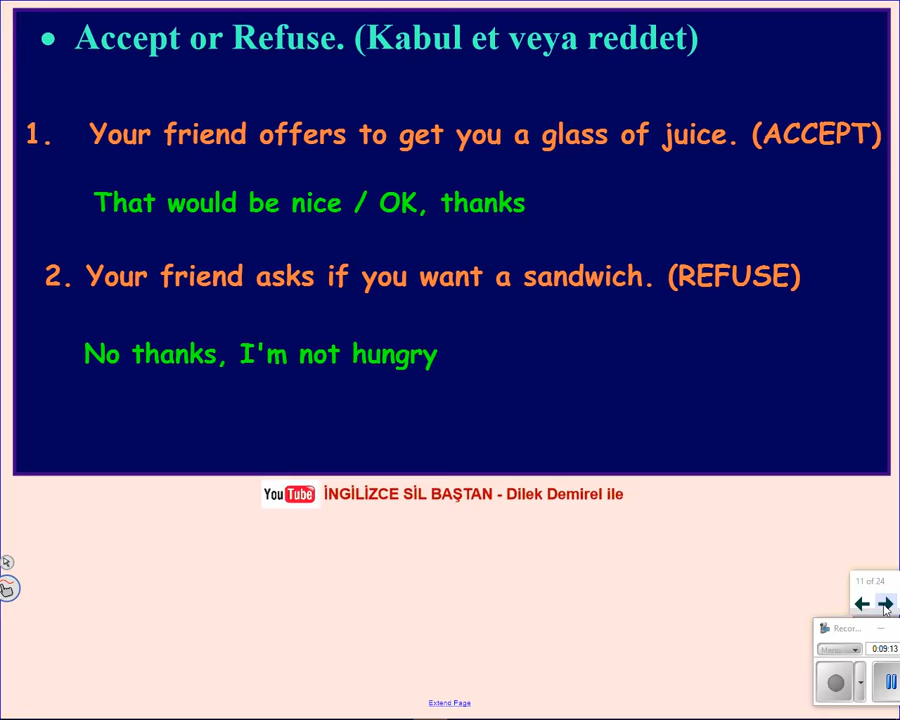 • Accept or Refuse. (Kabul et veya reddet)
1. Your friend offers to get you a glass of juice. (ACCEPT)
That would be nice / OK, thanks
2. Your friend asks if you want a sandwich. (REFUSE)
No thanks, I'm not hungry
YouTube İNGİLİZCE SİL BAŞTAN - Dilek Demirel ile
11 of 24
Recor...
Menu
0:09:13
Extend Page